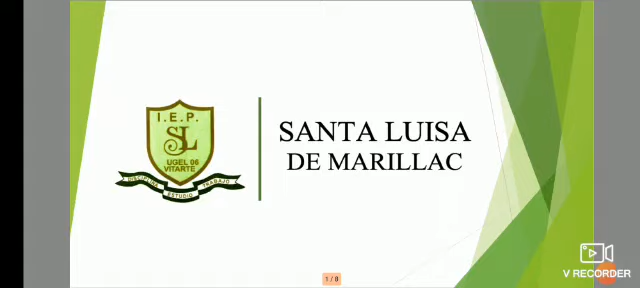 I.E.P.
SL
UGEL 06
VITARTE
DISCIPLINA
ESTUDIO
TRABAJO
SANTA LUISA
DE MARILLAC
1 / 8
V RECORDER